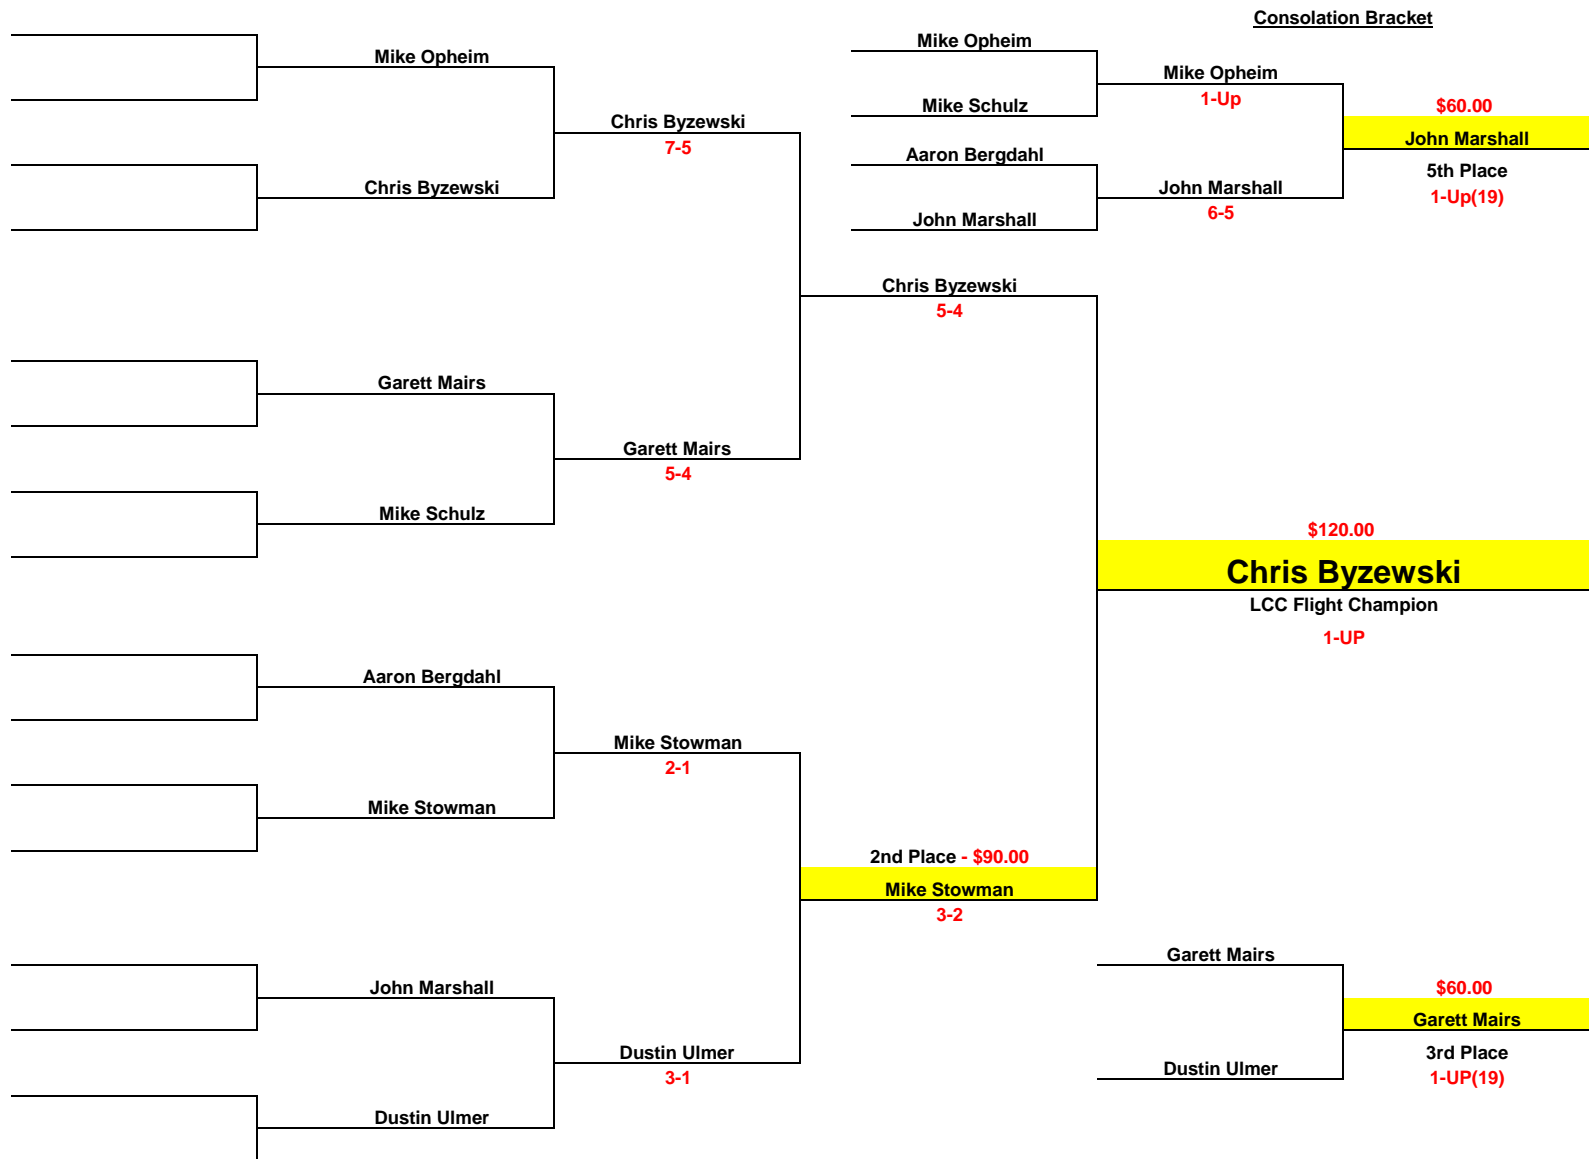 Consolation Bracket
Mike Opheim
Mike Opheim
Mike Opheim
1-Up
Mike Schulz
$60.00
Chris Byzewski
7-5
John Marshall
Aaron Bergdahl
5th Place
Chris Byzewski
John Marshall
1-Up(19)
6-5
John Marshall
Chris Byzewski
5-4
Garett Mairs
Garett Mairs
5-4
Mike Schulz
$120.00
Chris Byzewski
LCC Flight Champion
1-UP
Aaron Bergdahl
Mike Stowman
2-1
Mike Stowman
2nd Place - $90.00
Mike Stowman
3-2
Garett Mairs
John Marshall
$60.00
Garett Mairs
Dustin Ulmer
3rd Place
Dustin Ulmer
3-1
1-UP(19)
Dustin Ulmer